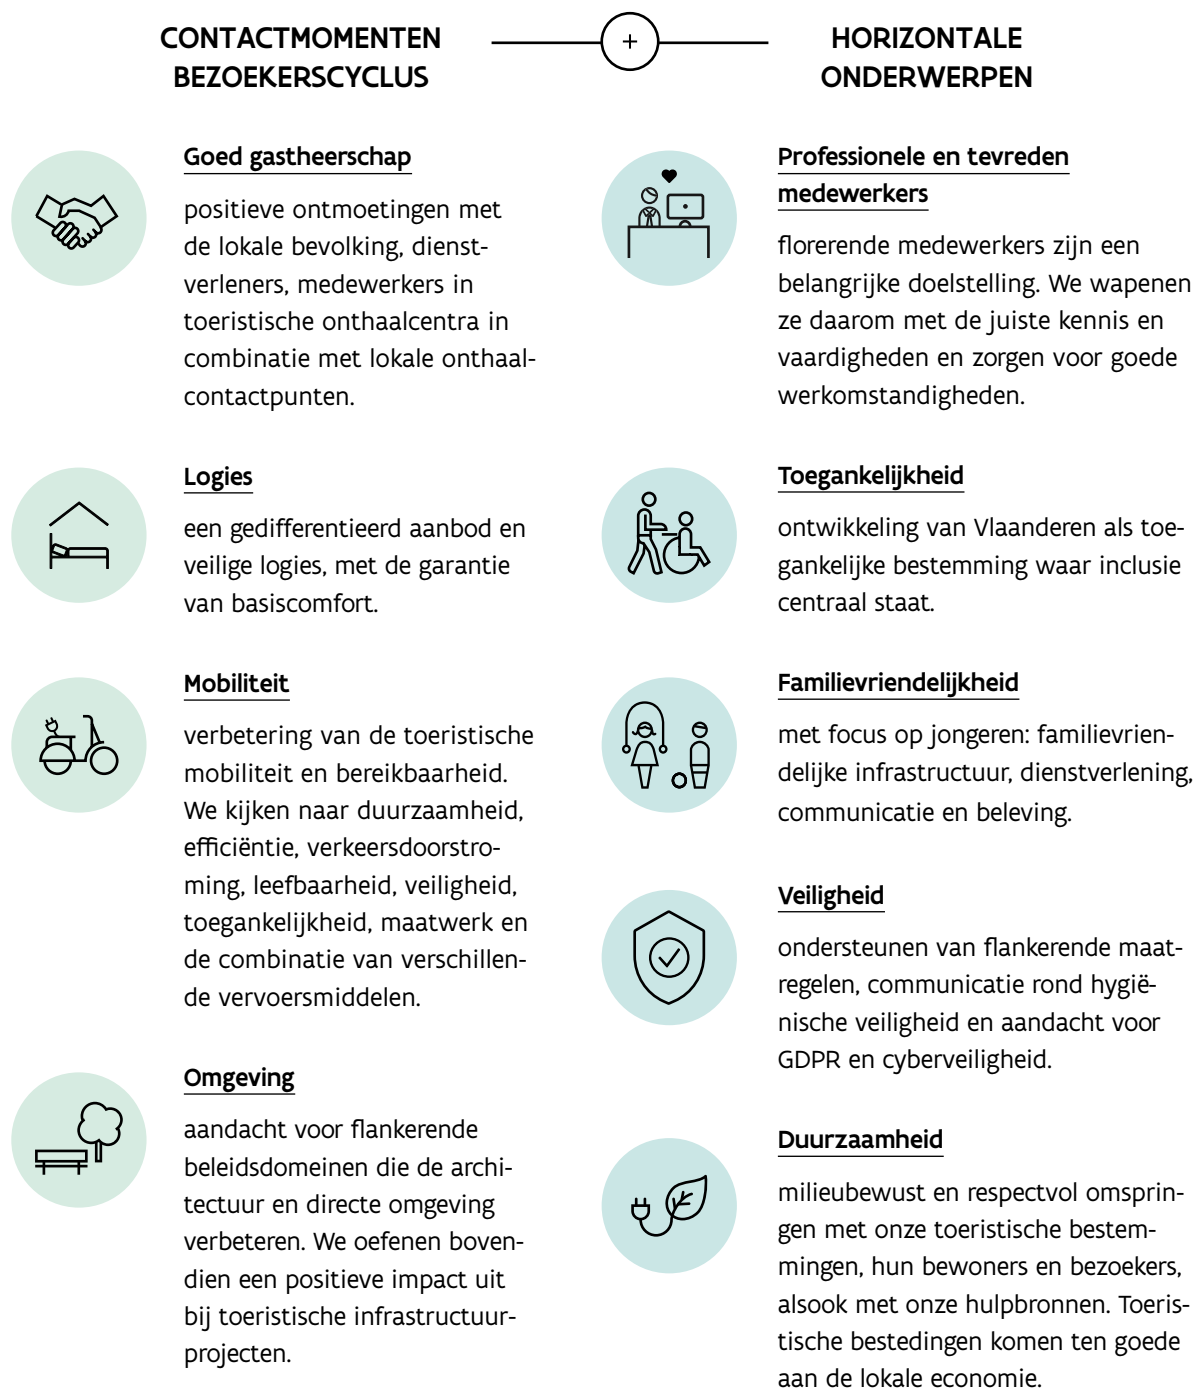 CONTACTMOMENTEN
BEZOEKERSCYCLUS
Goed gastheerschap
positieve ontmoetingen met
de lokale bevolking, dienst-
verleners, medewerkers in
toeristische onthaalcentra in
combinatie met lokale onthaal-
contactpunten.
Logies
een gedifferentieerd aanbod en
veilige logies, met de garantie
van basiscomfort.
Mobiliteit
verbetering van de toeristische
mobiliteit en bereikbaarheid.
We kijken naar duurzaamheid,
efficiëntie, verkeersdoorstro-
ming, leefbaarheid, veiligheid,
toegankelijkheid, maatwerk en
de combinatie van verschillen-
de vervoersmiddelen.
Omgeving
aandacht voor flankerende
beleidsdomeinen die de archi-
tectuur en directe omgeving
verbeteren. We oefenen boven-
dien een positieve impact uit
bij toeristische infrastructuur-
projecten.
+
HORIZONTALE
ONDERWERPEN
Professionele en tevreden
medewerkers
florerende medewerkers zijn een
belangrijke doelstelling. We wapenen
ze daarom met de juiste kennis en
vaardigheden en zorgen voor goede
werkomstandigheden.
Toegankelijkheid
ontwikkeling van Vlaanderen als toe-
gankelijke bestemming waar inclusie
centraal staat.
Familievriendelijkheid
met focus op jongeren: familievrien-
delijke infrastructuur, dienstverlening,
communicatie en beleving.
Veiligheid
ondersteunen van flankerende maat-
regelen, communicatie rond hygië-
nische veiligheid en aandacht voor
GDPR en cyberveiligheid.
Duurzaamheid
milieubewust en respectvol omsprin-
gen met onze toeristische bestem-
mingen, hun bewoners en bezoekers,
alsook met onze hulpbronnen. Toeris-
tische bestedingen komen ten goede
aan de lokale economie.